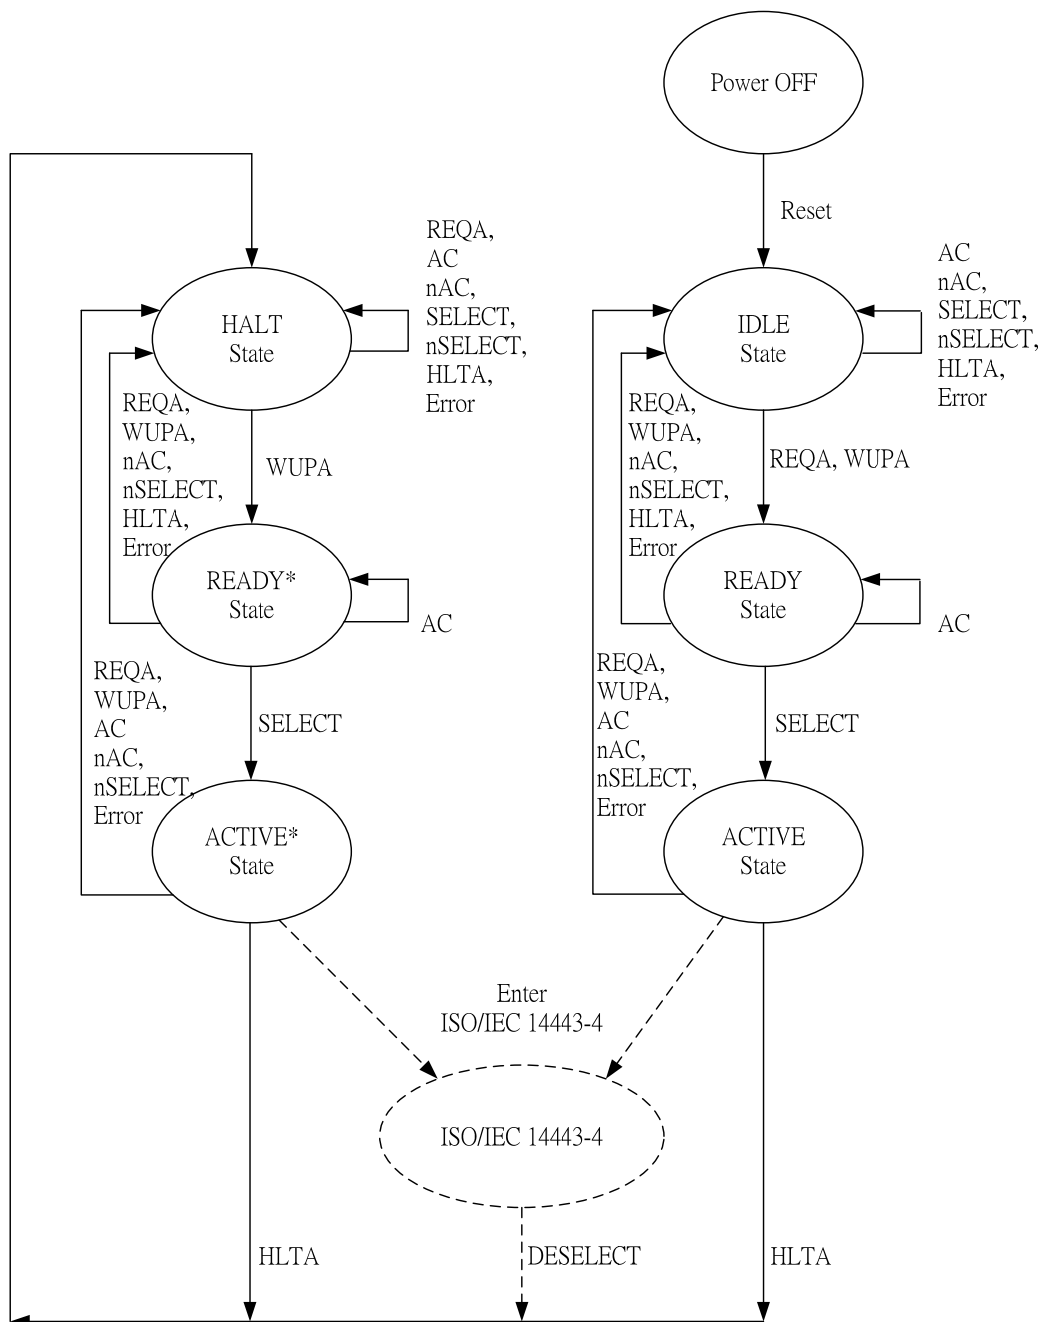 Power OFF
Reset
REQA,
AC
nAC,
SELECT,
nSELECT,
HLTA,
Error
AC
nAC,
SELECT,
nSELECT,
HLTA,
Error
HALT
State
IDLE
State
REQA,
WUPA,
nAC,
nSELECT,
HLTA,
Error
WUPA
REQA,
WUPA,
nAC,
nSELECT,
HLTA,
Error
REQA, WUPA
READY*
State
AC
READY
State
AC
REQA,
WUPA,
AC
nAC,
nSELECT,
Error
SELECT
REQA,
WUPA,
AC
nAC,
nSELECT,
Error
SELECT
ACTIVE*
State
ACTIVE
State
Enter
ISO/IEC 14443-4
ISO/IEC 14443-4
HLTA
DESELECT
HLTA